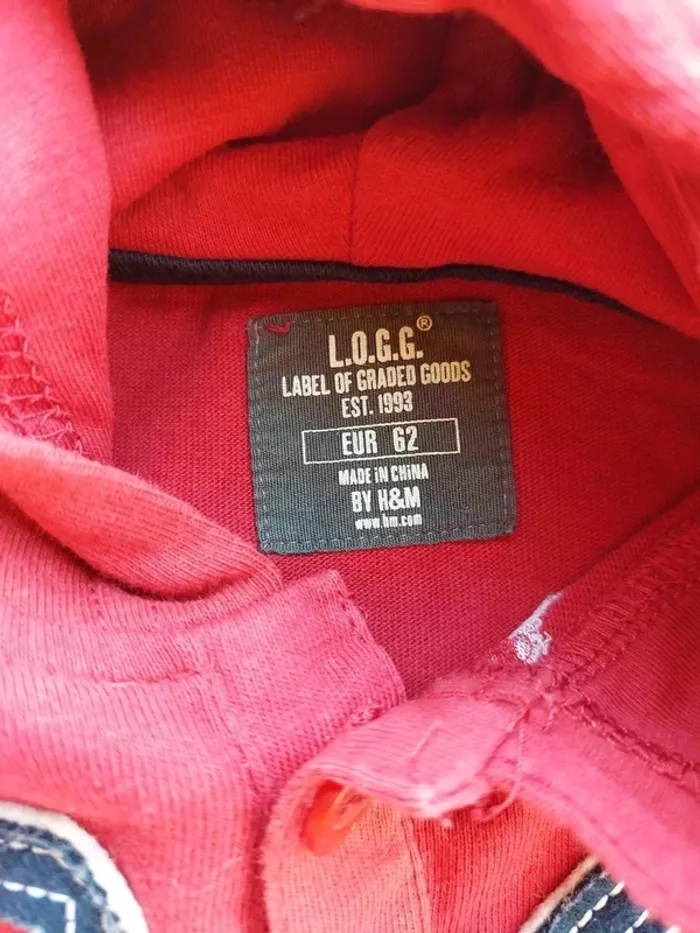 L.O.G.G.®
LABEL OF GRADED GOODS
EST. 1993
EUR 62
MADE iN CHiNA
BY H&M
www.hm.com